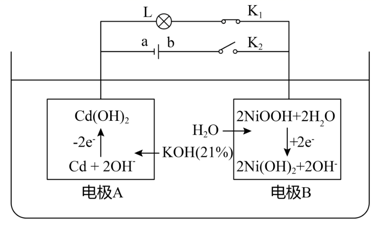 L K₁
a b K₂
Cd(OH)₂
-2e⁻
Cd + 2OH⁻
H₂O
KOH(21%)
2NiOOH+2H₂O
+2e⁻
2Ni(OH)₂+2OH⁻
电极A
电极B